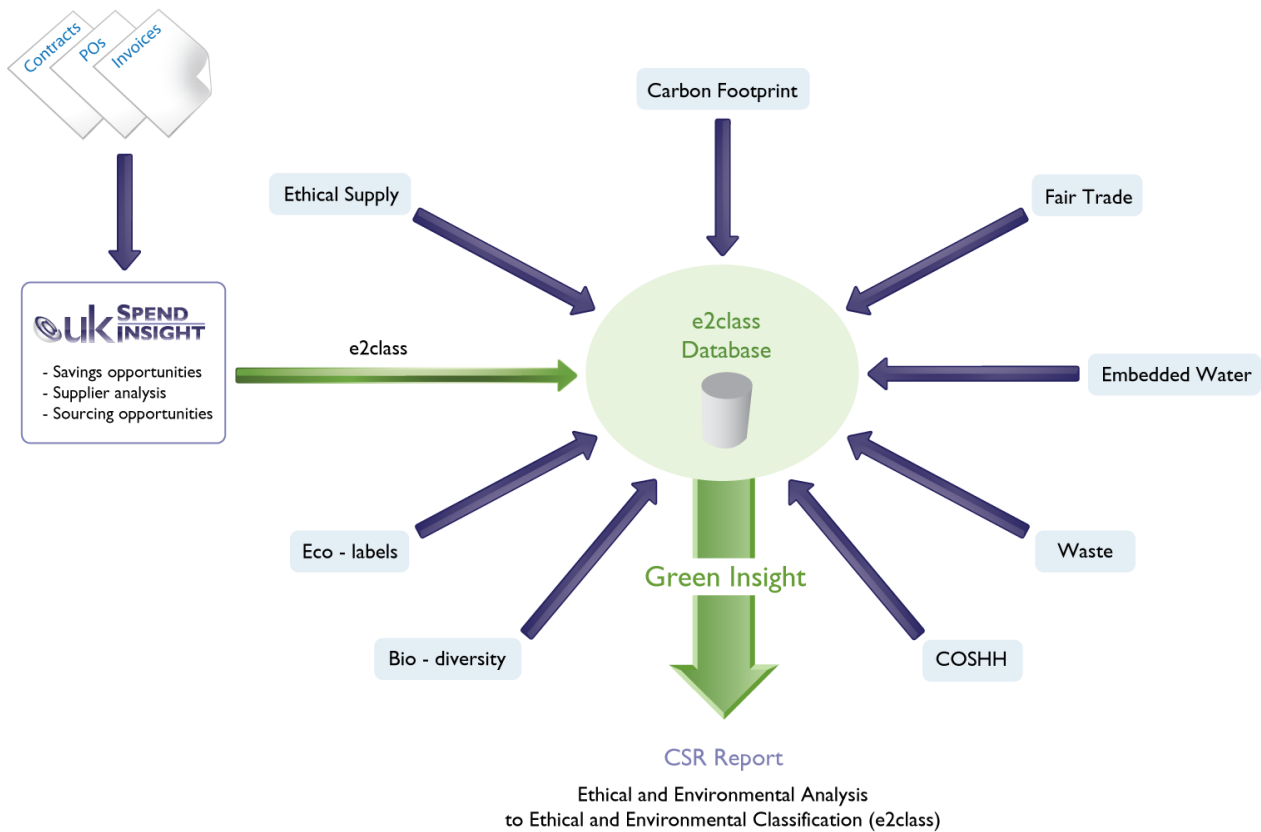 Contracts
POs
Invoices
Carbon Footprint
Ethical Supply
Fair Trade
uk SPEND
INSIGHT
- Savings opportunities
- Supplier analysis
- Sourcing opportunities
e2class
e2class
Database
Embedded Water
Eco - labels
Waste
Green Insight
Bio - diversity
COSHH
CSR Report
Ethical and Environmental Analysis
to Ethical and Environmental Classification (e2class)